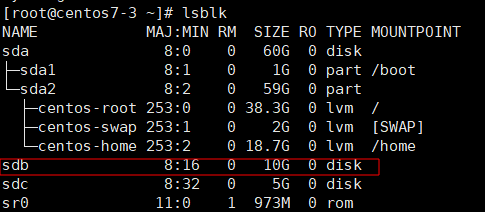 [root@centos7-3 ~]# lsblk
NAME            MAJ:MIN RM  SIZE RO TYPE MOUNTPOINT
sda               8:0    0   60G  0 disk
├─sda1            8:1    0    1G  0 part /boot
└─sda2            8:2    0   59G  0 part
  ├─centos-root 253:0    0 38.3G  0 lvm  /
  ├─centos-swap 253:1    0    2G  0 lvm  [SWAP]
  └─centos-home 253:2    0 18.7G  0 lvm  /home
sdb               8:16   0   10G  0 disk
sdc               8:32   0    5G  0 disk
sr0              11:0    1  973M  0 rom